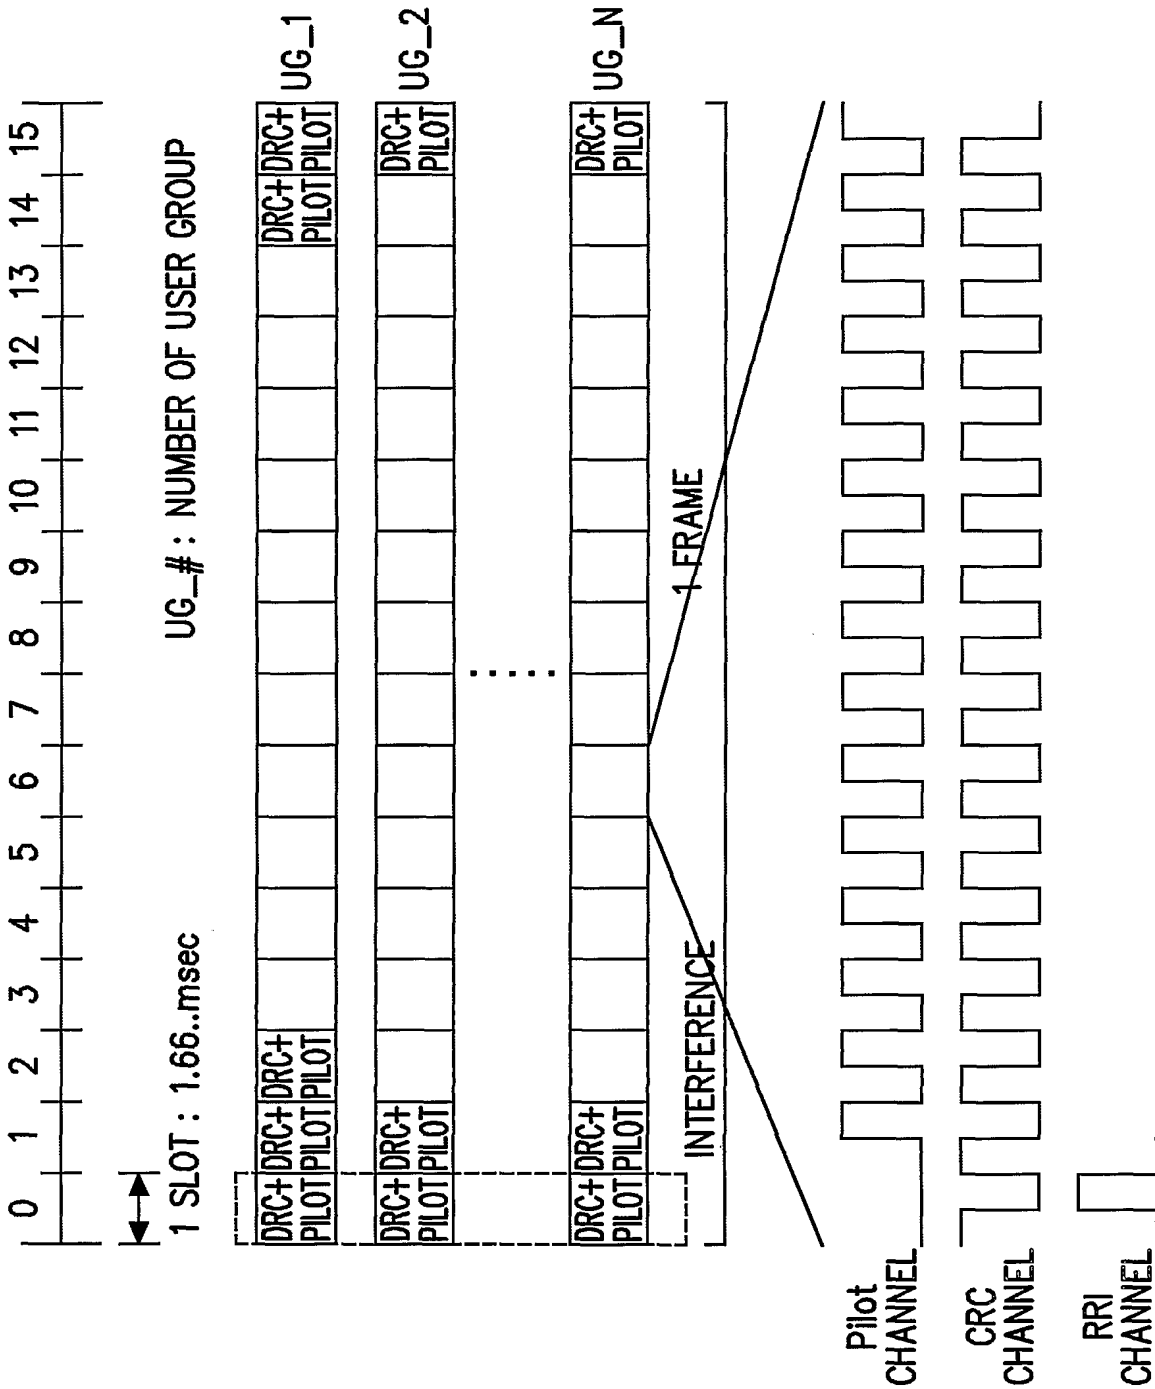 0 1 2 3 4 5 6 7 8 9 10 11 12 13 14 15
1 SLOT : 1.66..msec
UG_# : NUMBER OF USER GROUP
DRC+ DRC+ DRC+ DRC+ DRC+
PILOT PILOT PILOT PILOT PILOT
UG_1
DRC+ DRC+ DRC+
PILOT PILOT PILOT
UG_2
DRC+ DRC+ DRC+
PILOT PILOT PILOT
UG_N
INTERFERENCE
1 FRAME
Pilot
CHANNEL
CRC
CHANNEL
RRI
CHANNEL